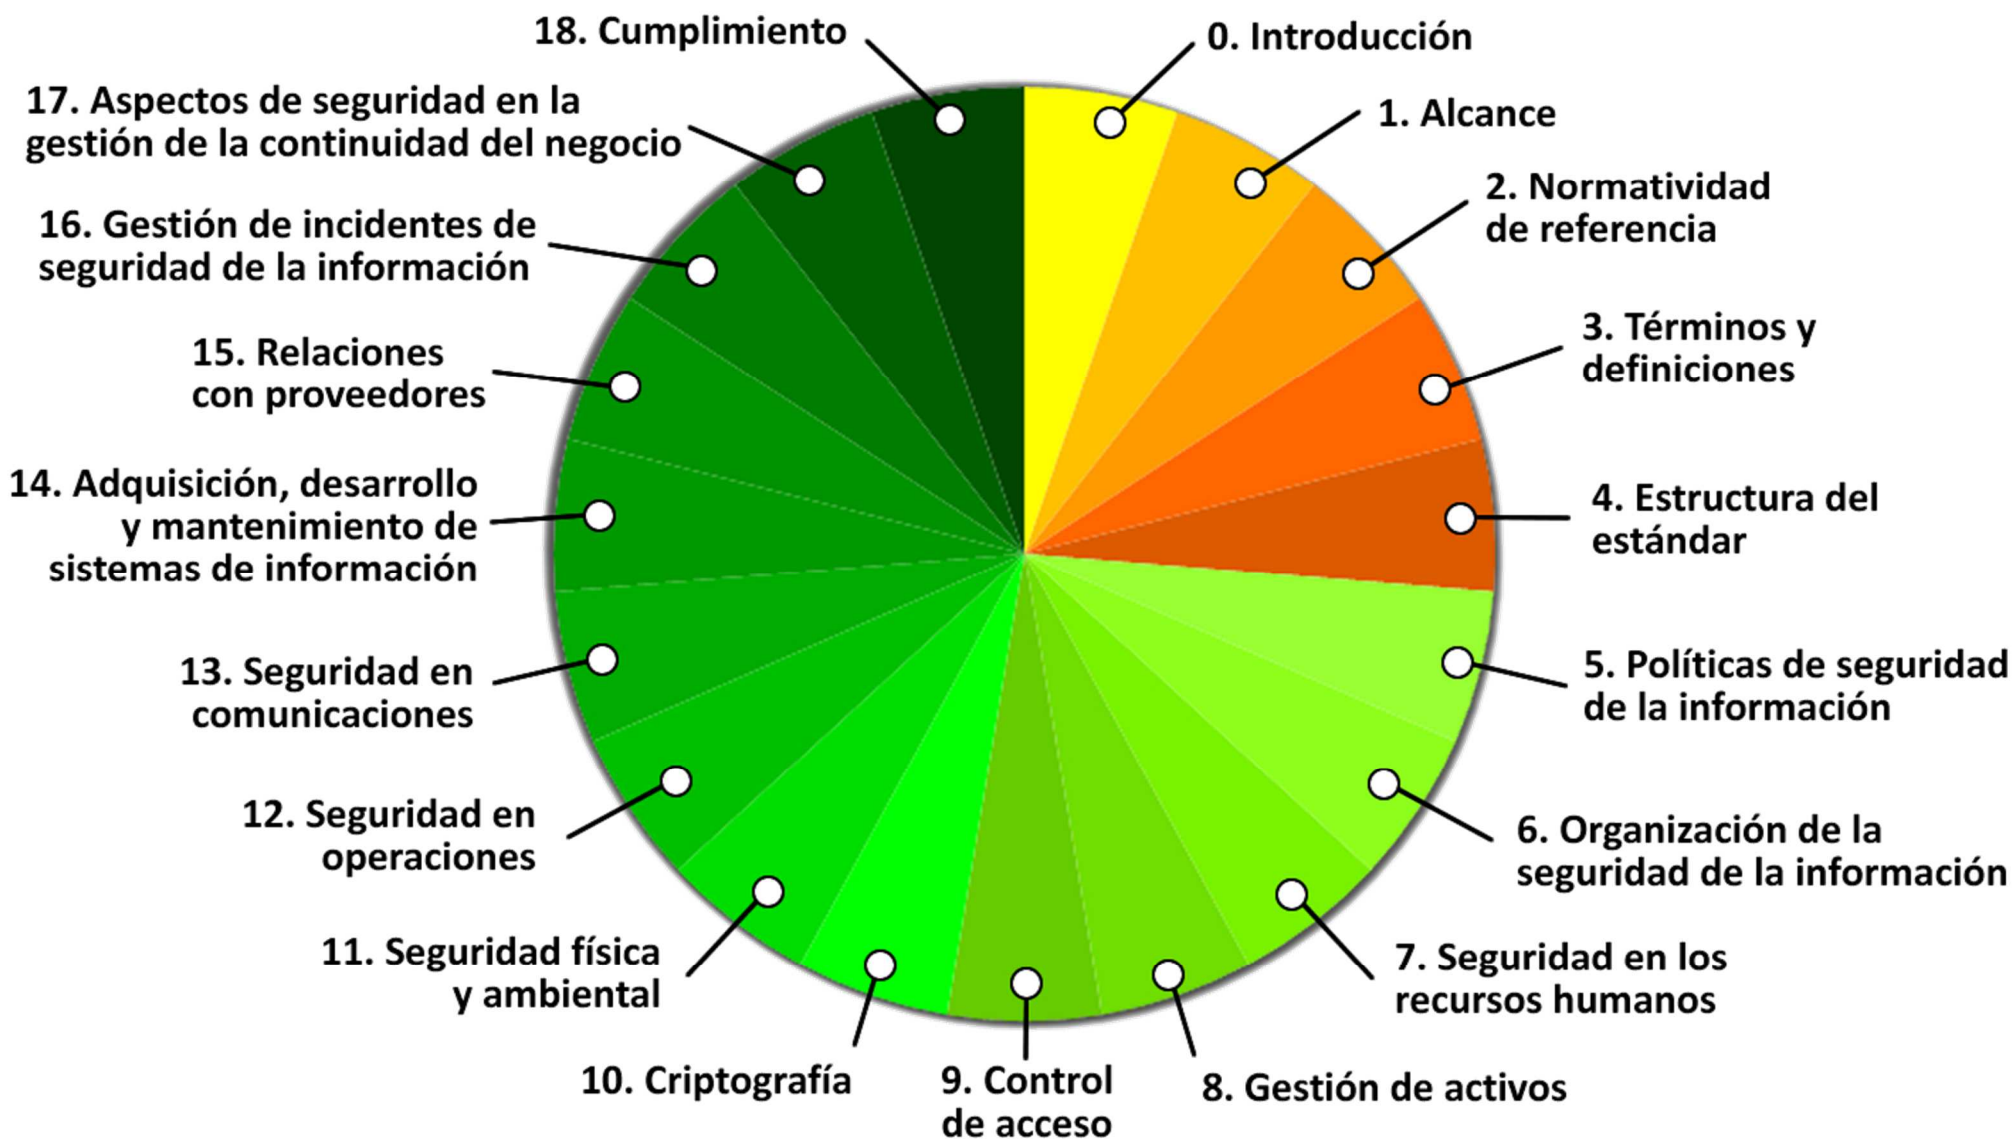 0. Introducción
1. Alcance
2. Normatividad
de referencia
3. Términos y
definiciones
4. Estructura del
estándar
5. Políticas de seguridad
de la información
6. Organización de la
seguridad de la información
7. Seguridad en los
recursos humanos
8. Gestión de activos
9. Control
de acceso
10. Criptografía
11. Seguridad física
y ambiental
12. Seguridad en
operaciones
13. Seguridad en
comunicaciones
14. Adquisición, desarrollo
y mantenimiento de
sistemas de información
15. Relaciones
con proveedores
16. Gestión de incidentes de
seguridad de la información
17. Aspectos de seguridad en la
gestión de la continuidad del negocio
18. Cumplimiento